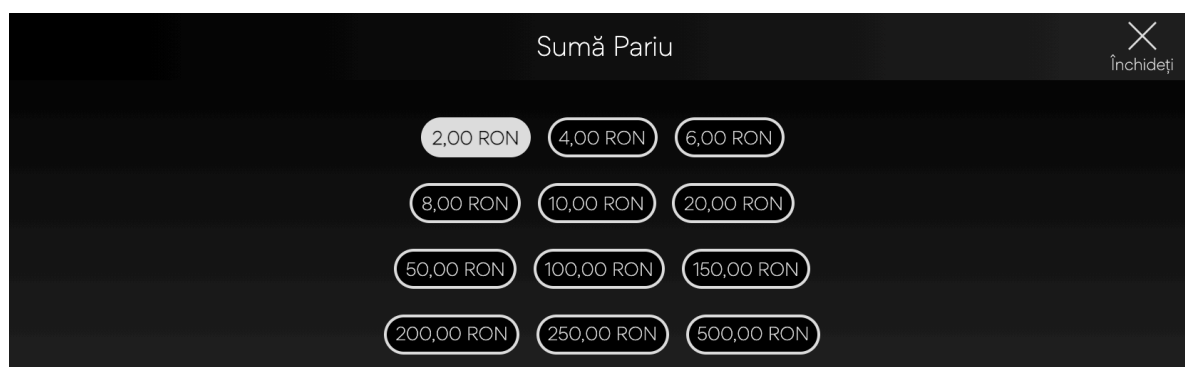 Sumă Pariu
Închideți
2,00 RON 4,00 RON 6,00 RON
8,00 RON 10,00 RON 20,00 RON
50,00 RON 100,00 RON 150,00 RON
200,00 RON 250,00 RON 500,00 RON